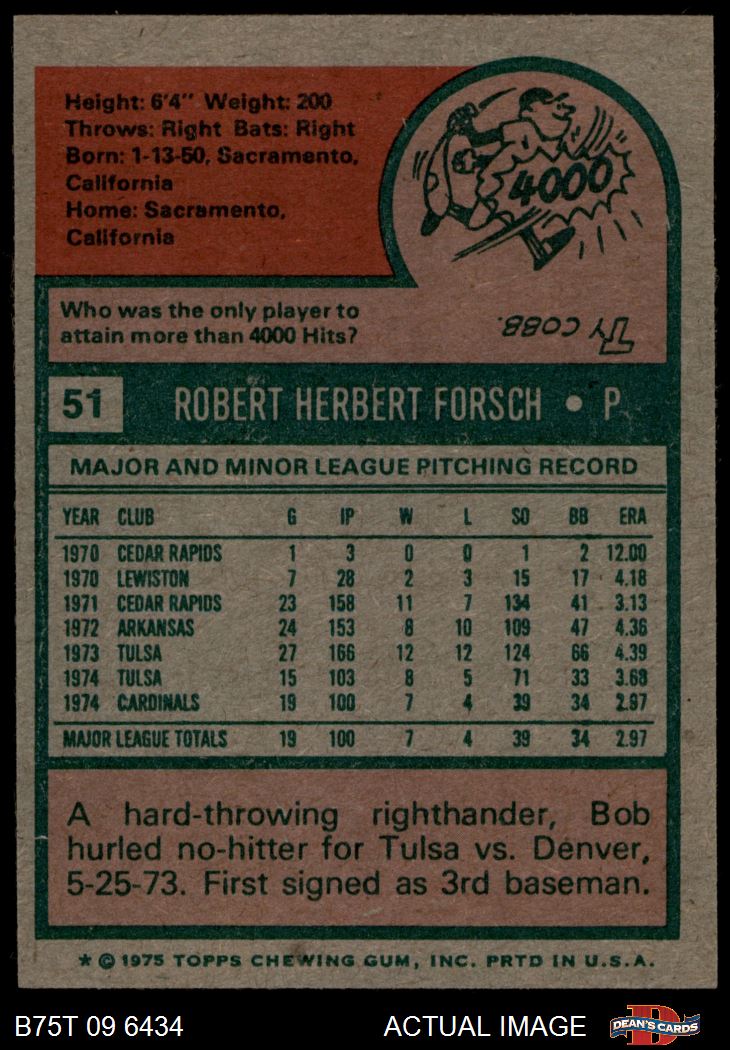 Height: 6'4" Weight: 200
Throws: Right Bats: Right
Born: 1-13-50, Sacramento,
California
Home: Sacramento,
California
4000
Who was the only player to
attain more than 4000 Hits?
TY COBB.
51 ROBERT HERBERT FORSCH • P.
MAJOR AND MINOR LEAGUE PITCHING RECORD
YEAR CLUB G IP W L SO BB ERA
1970 CEDAR RAPIDS 1 3 0 0 1 2 12.00
1970 LEWISTON 7 28 2 3 15 17 4.18
1971 CEDAR RAPIDS 23 158 11 7 134 41 3.13
1972 ARKANSAS 24 153 8 10 109 47 4.36
1973 TULSA 27 166 12 12 124 66 4.39
1974 TULSA 15 103 8 5 71 33 3.68
1974 CARDINALS 19 100 7 4 39 34 2.97
MAJOR LEAGUE TOTALS 19 100 7 4 39 34 2.97
A hard-throwing righthander, Bob
hurled no-hitter for Tulsa vs. Denver,
5-25-73. First signed as 3rd baseman.
* © 1975 TOPPS CHEWING GUM, INC. PRTD IN U.S.A.
B75T 09 6434 ACTUAL IMAGE D DEAN'S CARDS